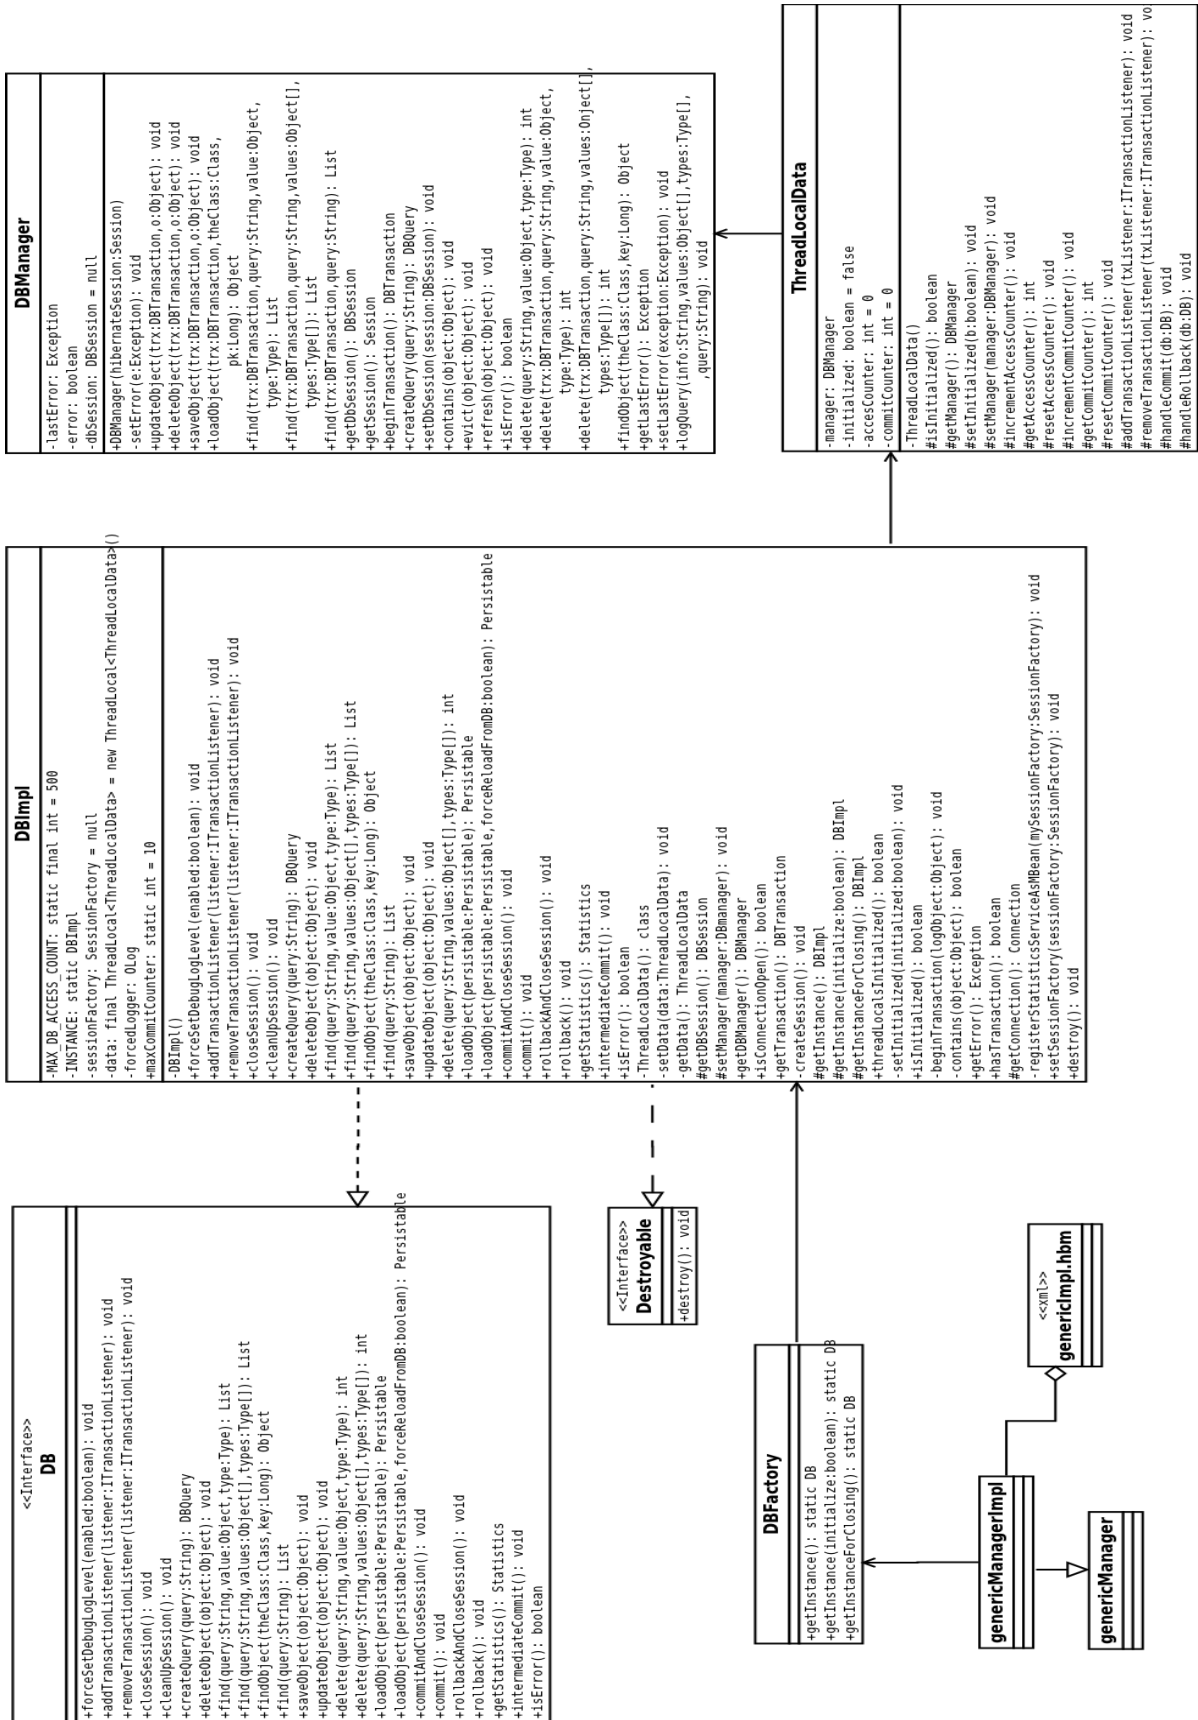 <<Interface>>
DB
+forceSetDebugLogLevel(enabled:boolean): void
+addTransactionListener(listener:ITransactionListener): void
+removeTransactionListener(listener:ITransactionListener): void
+closeSession(): void
+cleanUpSession(): void
+createQuery(query:String): DBQuery
+deleteObject(object:Object): void
+find(query:String,value:Object,type:Type): List
+find(query:String,values:Object[],types:Type[]): List
+findObject(theClass:Class,key:Long): Object
+find(query:String): List
+saveObject(object:Object): void
+updateObject(object:Object): void
+delete(query:String,value:Object,type:Type): int
+delete(query:String,values:Object[],types:Type[]): int
+loadObject(persistable:Persistable): Persistable
+loadObject(persistable:Persistable,forceReloadFromDB:boolean): Persistable
+commitAndCloseSession(): void
+commit(): void
+rollbackAndCloseSession(): void
+rollback(): void
+getStatistics(): Statistics
+intermediateCommit(): void
+isError(): boolean
<<Interface>>
Destroyable
+destroy(): void
DBFactory
+getInstance(): static DB
+getInstance(initialize:boolean): static DB
+getInstanceForClosing(): static DB
genericManagerImpl
genericManager
<<xml>>
genericImpl.hbm
DBImpl
-MAX_DB_ACCESS_COUNT: static final int = 500
-INSTANCE: static DBImpl
-sessionFactory: SessionFactory = null
-data: final ThreadLocal<ThreadLocalData> = new ThreadLocal<ThreadLocalData>()
-forcedLogger: OLog
+maxCommitCounter: static int = 10
-DBImpl()
+forceSetDebugLogLevel(enabled:boolean): void
+addTransactionListener(listener:ITransactionListener): void
+removeTransactionListener(listener:ITransactionListener): void
+closeSession(): void
+cleanUpSession(): void
+createQuery(query:String): DBQuery
+deleteObject(object:Object): void
+find(query:String,value:Object,type:Type): List
+find(query:String,values:Object[],types:Type[]): List
+findObject(theClass:Class,key:Long): Object
+find(query:String): List
+saveObject(object:Object): void
+updateObject(object:Object): void
+delete(query:String,values:Object[],types:Type[]): int
+loadObject(persistable:Persistable): Persistable
+loadObject(persistable:Persistable,forceReloadFromDB:boolean): Persistable
+commitAndCloseSession(): void
+commit(): void
+rollbackAndCloseSession(): void
+rollback(): void
+getStatistics(): Statistics
+intermediateCommit(): void
+isError(): boolean
-ThreadLocalData(): class
-setData(data:ThreadLocalData): void
-getData(): ThreadLocalData
#getDBSession(): DBSession
#setManager(manager:DBmanager): void
+getDBManager(): DBManager
+isConnectionOpen(): boolean
+getTransaction(): DBTransaction
-createSession(): void
#getInstance(): DBImpl
#getInstance(initialize:boolean): DBImpl
#getInstanceForClosing(): DBImpl
+threadLocalsInitialized(): boolean
-setInitialized(initialized:boolean): void
+isInitialized(): boolean
-beginTransaction(logObject:Object): void
-contains(object:Object): boolean
+getError(): Exception
+hasTransaction(): boolean
#getConnection(): Connection
-registerStatisticsServiceAsMBean(mySessionFactory:SessionFactory): void
+setSessionFactory(sessionFactory:SessionFactory): void
+destroy(): void
DBManager
-lastError: Exception
-error: boolean
-dbSession: DBSession = null
+DBManager(hibernateSession:Session)
-setError(e:Exception): void
+updateObject(trx:DBTransaction,o:Object): void
+deleteObject(trx:DBTransaction,o:Object): void
+saveObject(trx:DBTransaction,o:Object): void
+loadObject(trx:DBTransaction,theClass:Class,
pk:Long): Object
+find(trx:DBTransaction,query:String,value:Object,
type:Type): List
+find(trx:DBTransaction,query:String,values:Object[],
types:Type[]): List
+find(trx:DBTransaction,query:String): List
+getDbSession(): DBSession
+getSession(): Session
+beginTransaction(): DBTransaction
+createQuery(query:String): DBQuery
+setDbSession(session:DBSession): void
+contains(object:Object): void
+evict(object:Object): void
+refresh(object:Object): void
+isError(): boolean
+delete(query:String,value:Object,type:Type): int
+delete(trx:DBTransaction,query:String,value:Object,
type:Type): int
+delete(trx:DBTransaction,query:String,values:Onject[],
types:Type[]): int
+findObject(theClass:Class,key:Long): Object
+getLastError(): Exception
+setLastError(exception:Exception): void
+logQuery(info:String,values:Object[],types:Type[],
,query:String): void
ThreadLocalData
-manager: DBManager
-initialized: boolean = false
-accesCounter: int = 0
-commitCounter: int = 0
-ThreadLocalData()
#isInitialized(): boolean
#getManager(): DBManager
#setInitialized(b:boolean): void
#setManager(manager:DBManager): void
#incrementAccessCounter(): void
#getAccessCounter(): int
#resetAccessCounter(): void
#incrementCommitCounter(): void
#getCommitCounter(): int
#resetCommitCounter(): void
#addTransactionListener(txListener:ITransactionListener): void
#removeTransactionListener(txListener:ITransactionListener): vo
#handleCommit(db:DB): void
#handleRollback(db:DB): void